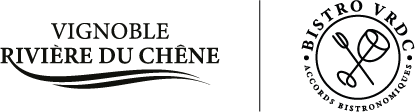 VIGNOBLE
RIVIÈRE DU CHÊNE
• BISTRO VRDC •
ACCORDS BISTRONOMIQUES